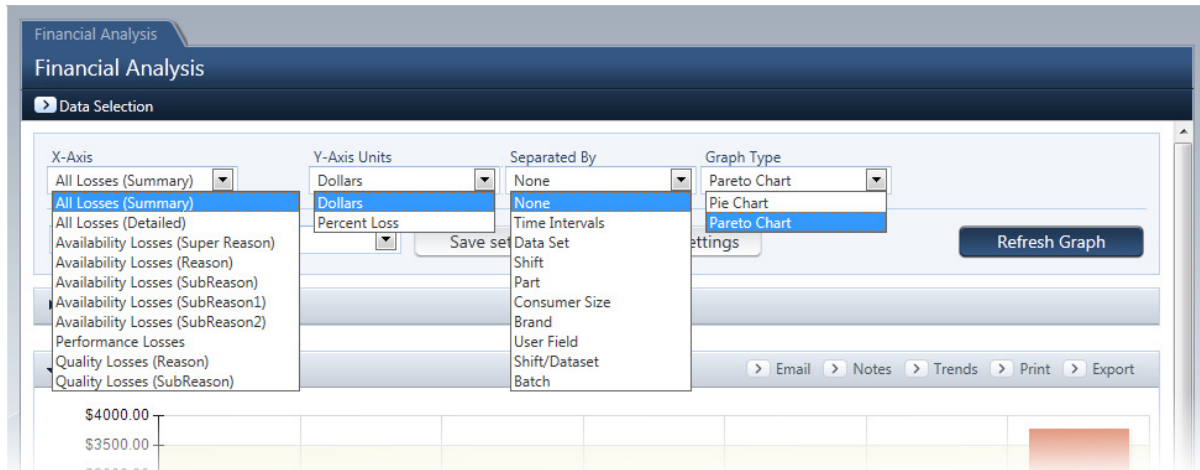 Financial Analysis
Financial Analysis
Data Selection
X-Axis Y-Axis Units Separated By Graph Type
All Losses (Summary) Dollars None Pareto Chart
All Losses (Summary) Dollars None Pie Chart
All Losses (Detailed) Percent Loss Time Intervals Pareto Chart
Availability Losses (Super Reason) Save Data Set Refresh Graph
Availability Losses (Reason) Shift
Availability Losses (SubReason) Part
Availability Losses (SubReason1) Consumer Size
Availability Losses (SubReason2) Brand
Performance Losses User Field
Quality Losses (Reason) Shift/Dataset Email Notes Trends Print Export
Quality Losses (SubReason) Batch
$4000.00
$3500.00